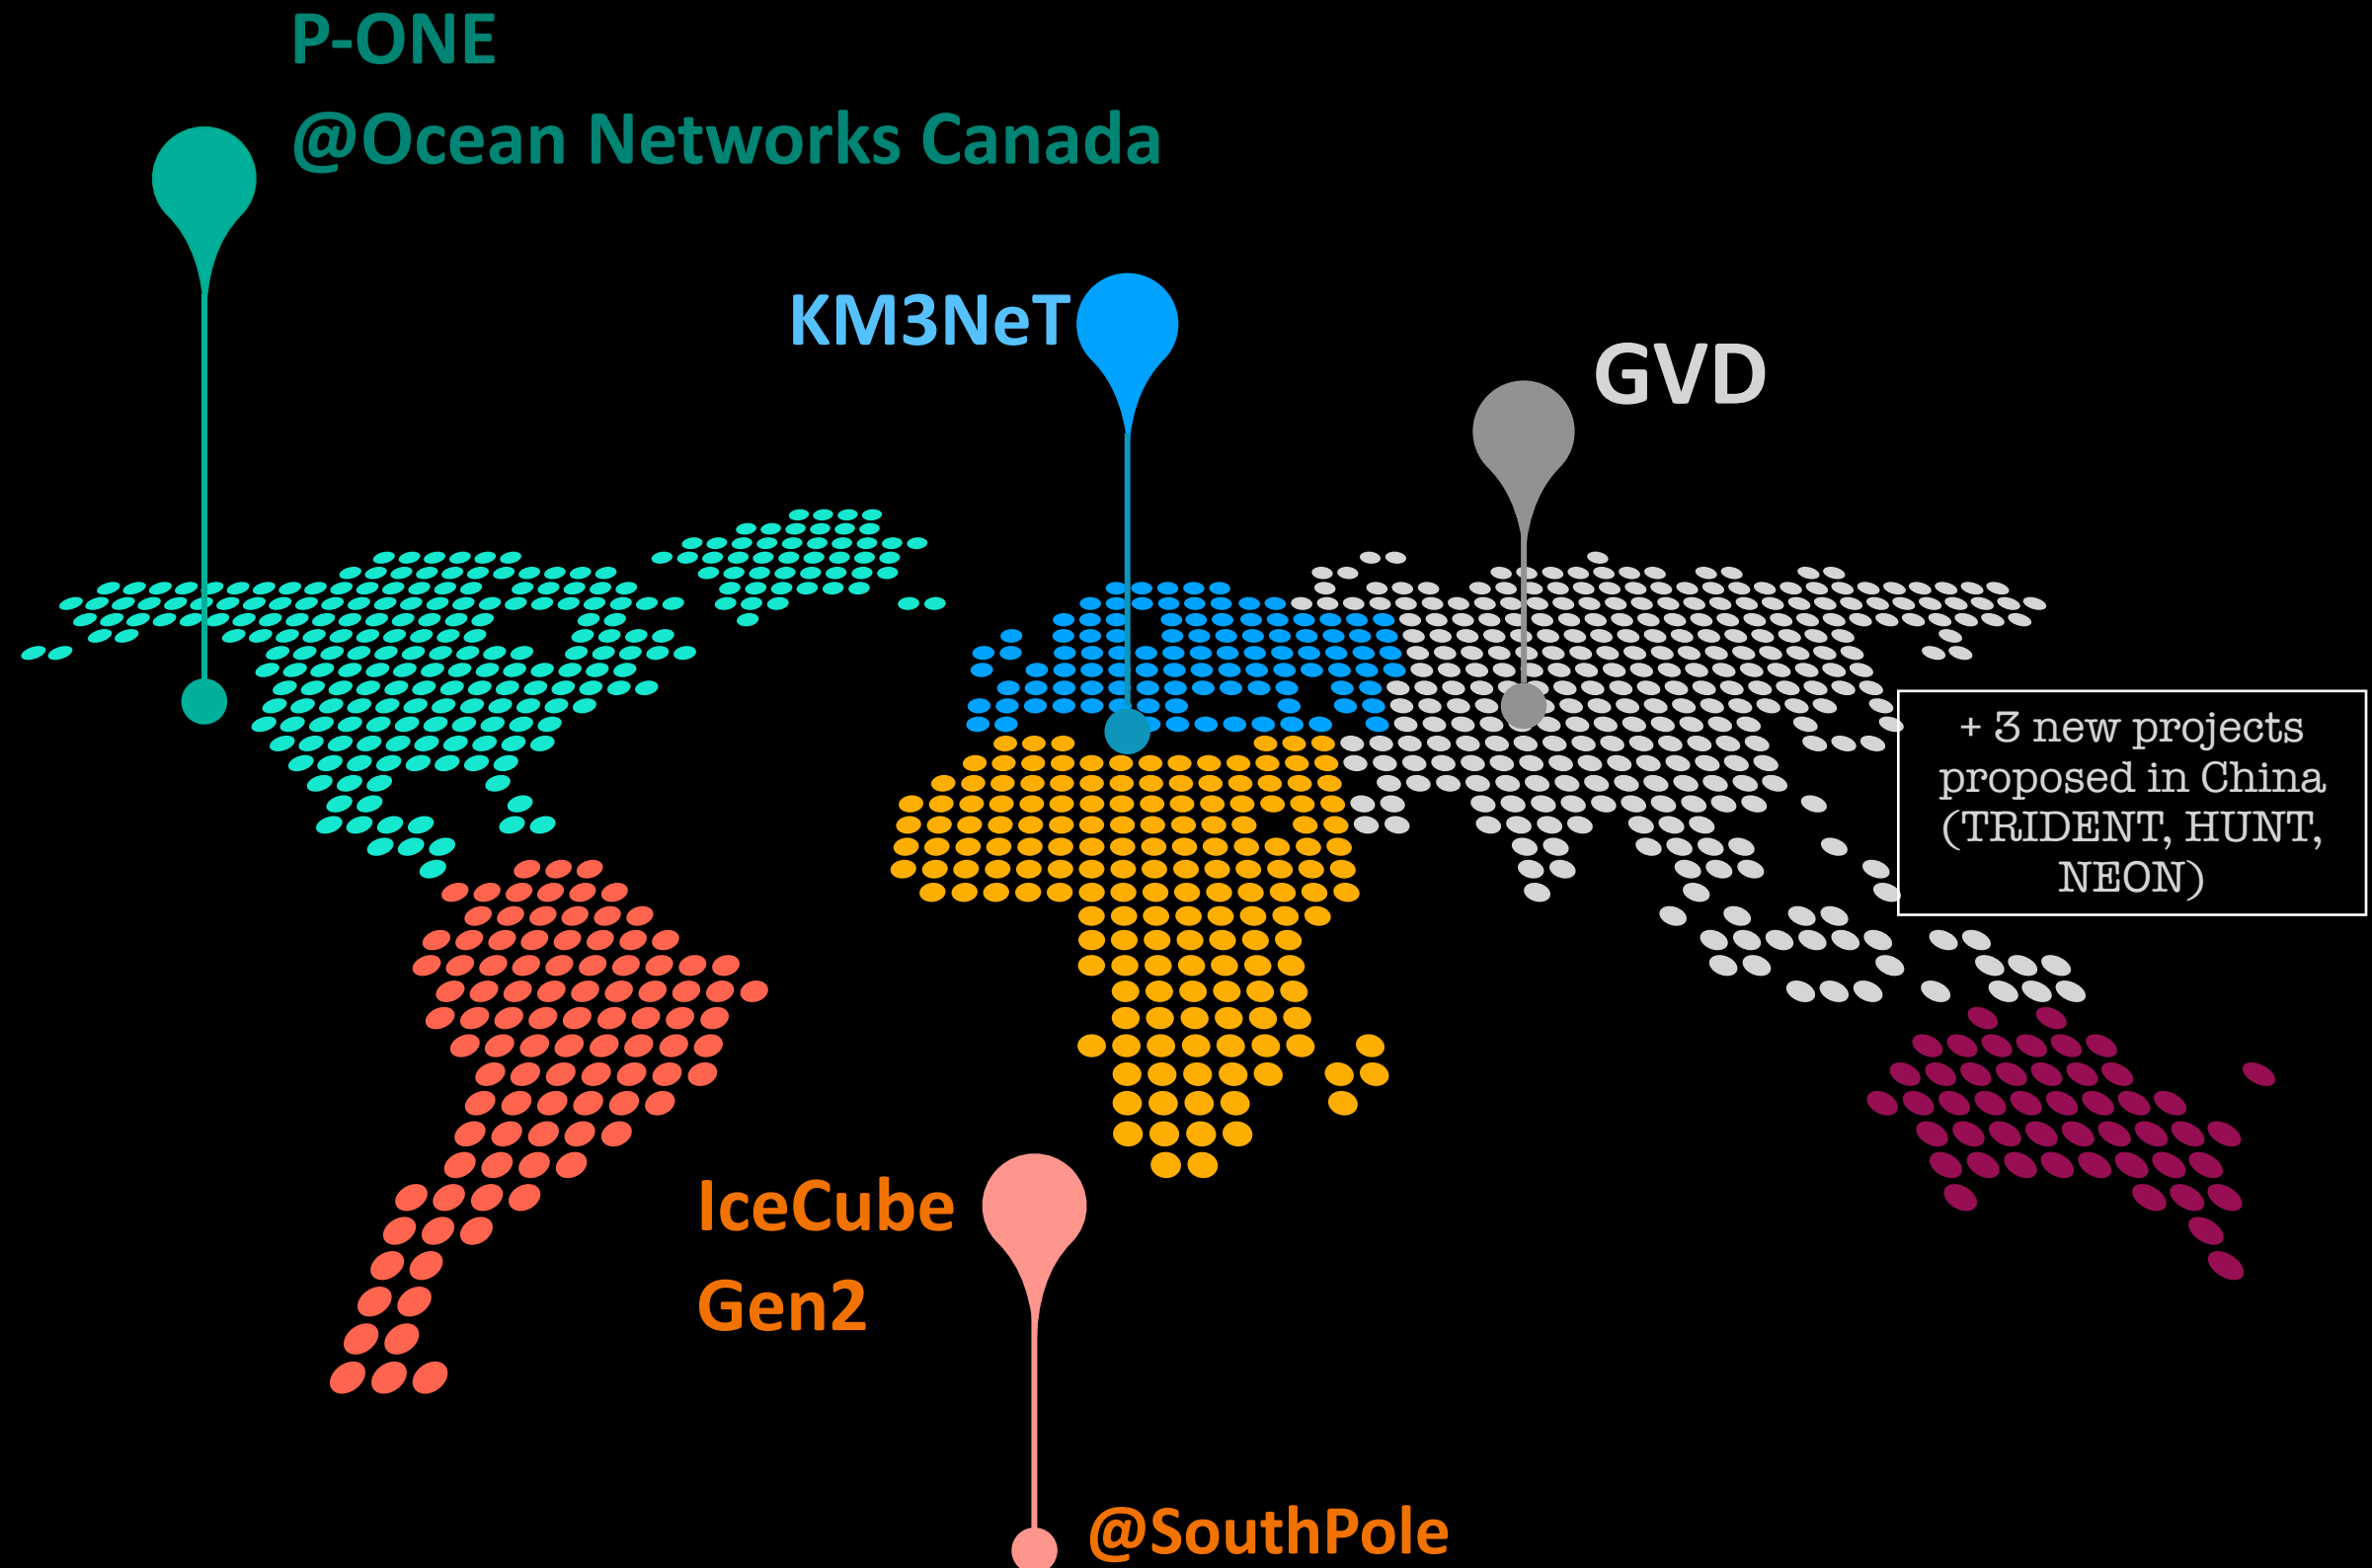 P-ONE
@Ocean Networks Canada
KM3NeT
GVD
+ 3 new projects
proposed in China
(TRIDENT, HUNT,
NEON)
IceCube
Gen2
@SouthPole